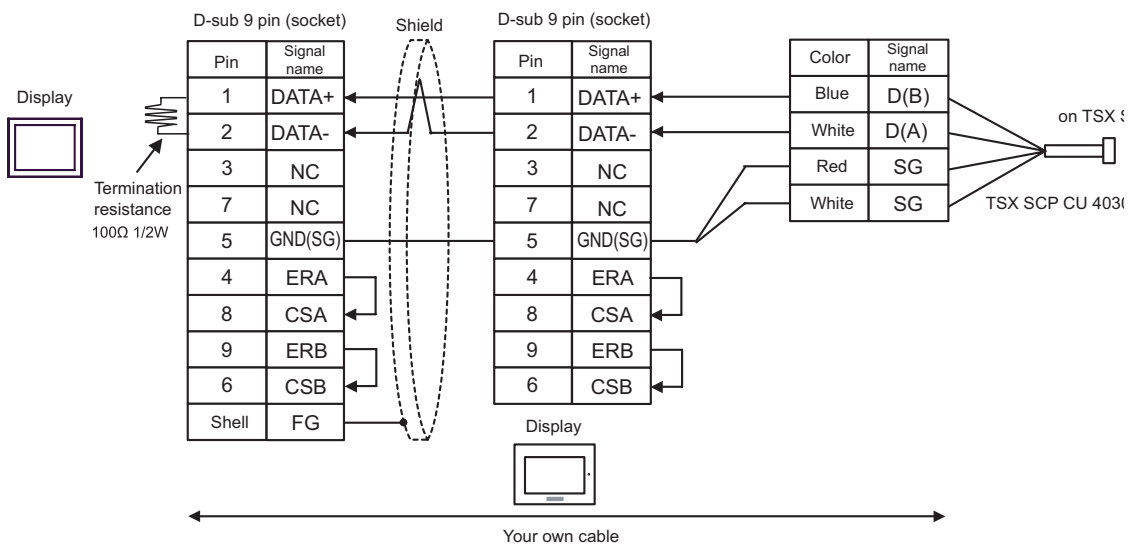 D-sub 9 pin (socket)
Shield
D-sub 9 pin (socket)
Display
Pin
Signal name
1 DATA+
2 DATA-
3 NC
7 NC
5 GND(SG)
4 ERA
8 CSA
9 ERB
6 CSB
Shell FG
Termination
resistance
100Ω 1/2W
Pin
Signal name
1 DATA+
2 DATA-
3 NC
7 NC
5 GND(SG)
4 ERA
8 CSA
9 ERB
6 CSB
Color
Signal name
Blue D(B)
White D(A)
Red SG
White SG
on TSX S
TSX SCP CU 4030
Display
Your own cable